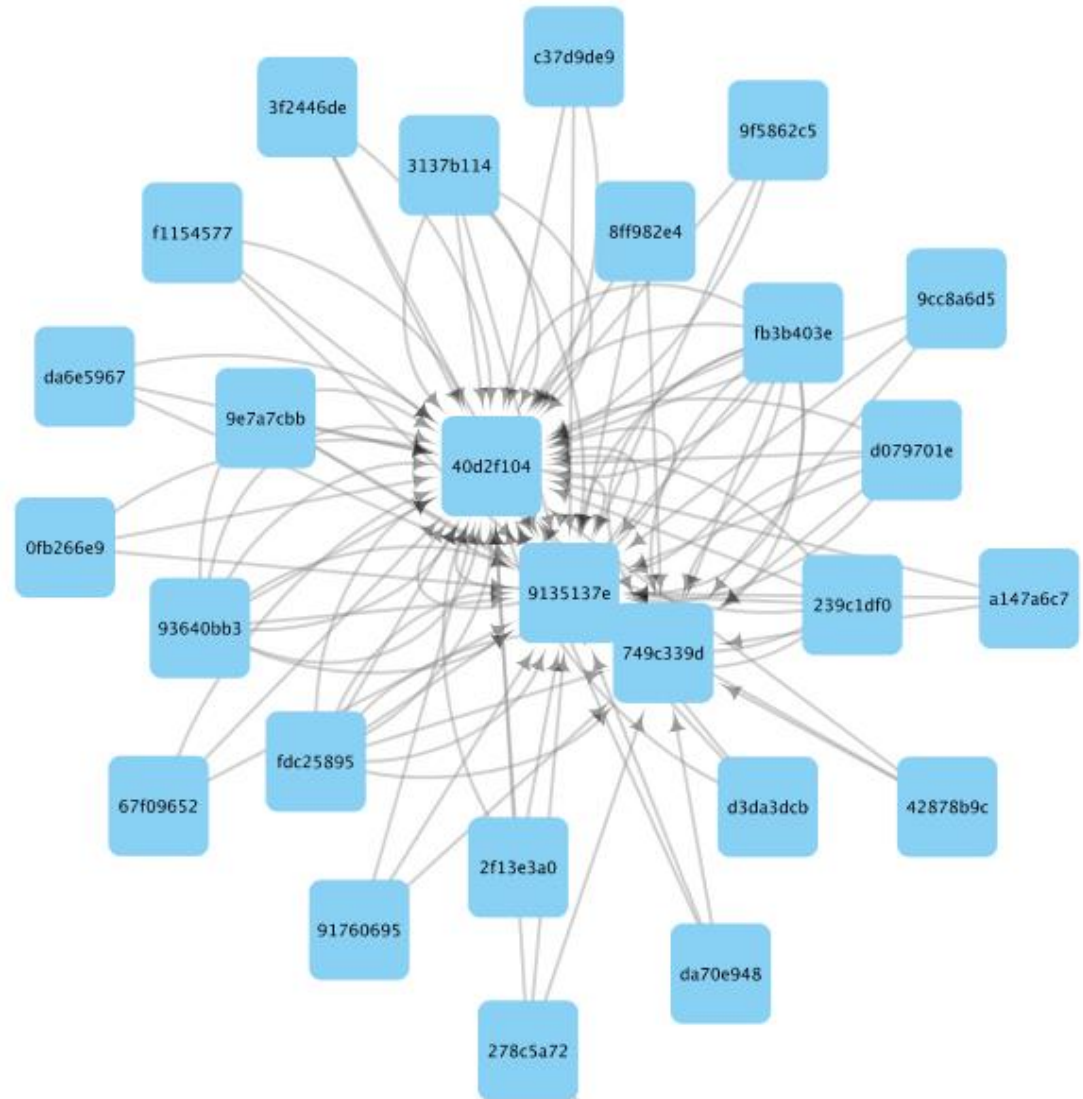 c37d9de9
3f2446de
9f5862c5
3137b114
f1154577
8ff982e4
9cc8a6d5
fb3b403e
da6e5967
9e7a7cbb
d079701e
40d2f104
0fb266e9
9135137e
a147a6c7
239c1df0
93640bb3
749c339d
fdc25895
67f09652
d3da3dcb
42878b9c
2f13e3a0
91760695
da70e948
278c5a72